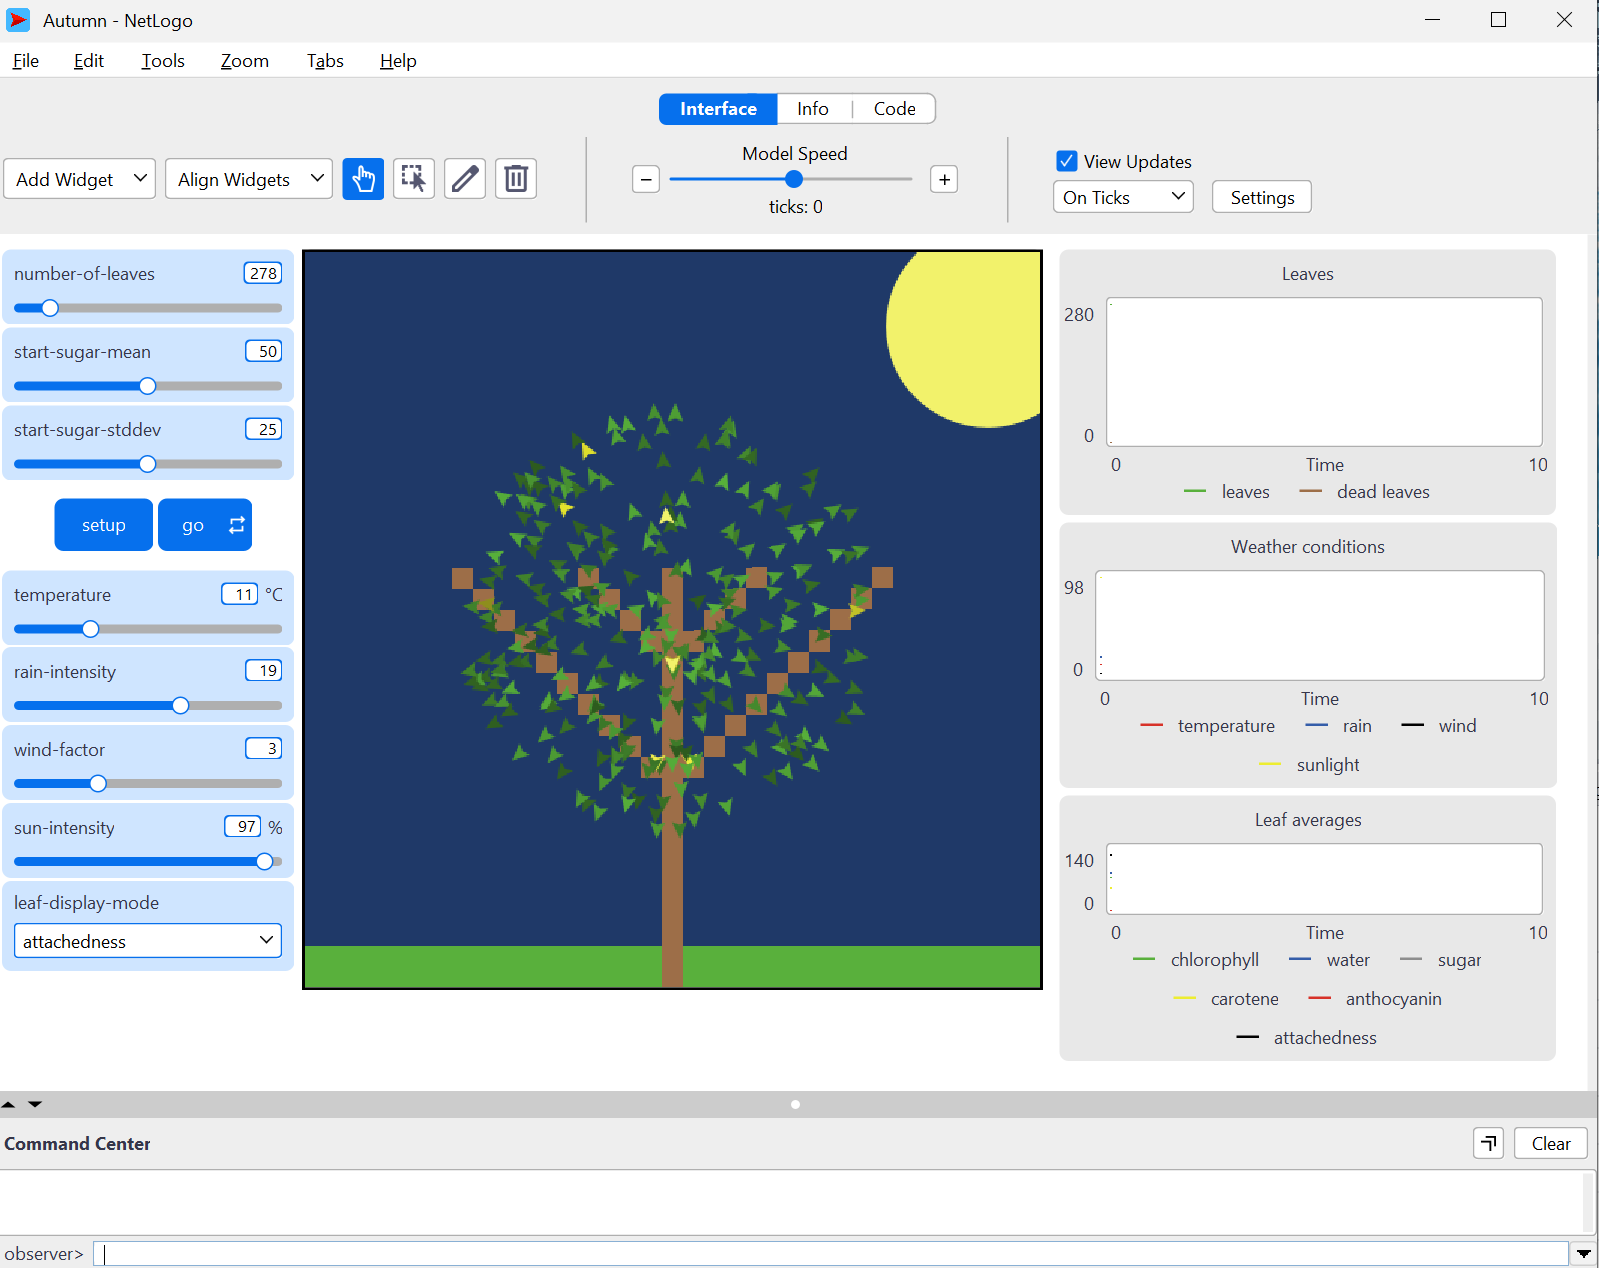 Autumn - NetLogo
File Edit Tools Zoom Tabs Help
Interface Info Code
Add Widget Align Widgets
Model Speed
ticks: 0
View Updates
On Ticks Settings
number-of-leaves 278
start-sugar-mean 50
start-sugar-stddev 25
setup go
temperature 11 °C
rain-intensity 19
wind-factor 3
sun-intensity 97 %
leaf-display-mode
attachedness
Leaves
280
0
0 Time 10
leaves dead leaves
Weather conditions
98
0
0 Time 10
temperature rain wind
sunlight
Leaf averages
140
0
0 Time 10
chlorophyll water sugar
carotene anthocyanin
attachedness
Command Center Clear
observer>